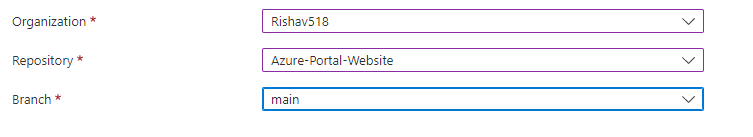 Organization * Rishav518
Repository * Azure-Portal-Website
Branch * main